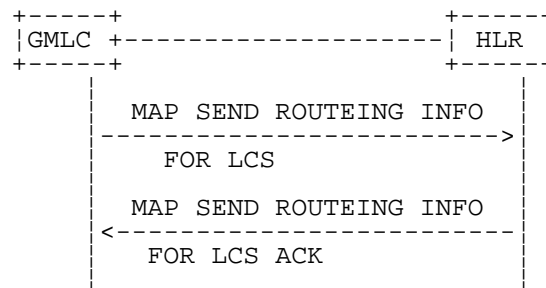 GMLC HLR
MAP SEND ROUTEING INFO
FOR LCS
MAP SEND ROUTEING INFO
FOR LCS ACK